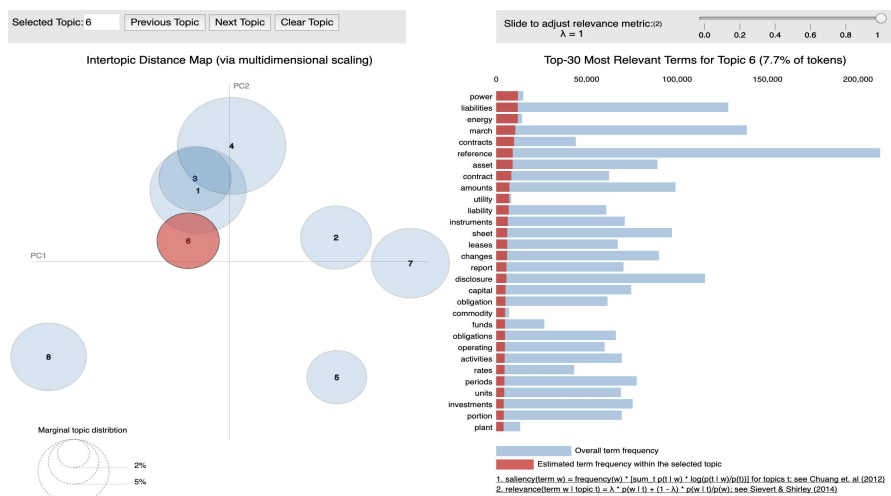 Selected Topic: 6 Previous Topic Next Topic Clear Topic
Slide to adjust relevance metric:(2)
λ = 1
0.0 0.2 0.4 0.6 0.8 1
Intertopic Distance Map (via multidimensional scaling)
PC2
PC1
4
3
1
6
2
7
8
5
Marginal topic distribtion
2%
5%
Top-30 Most Relevant Terms for Topic 6 (7.7% of tokens)
0 50,000 100,000 150,000 200,000
power
liabilities
energy
march
contracts
reference
asset
contract
amounts
utility
liability
instruments
sheet
leases
changes
report
disclosure
capital
obligation
commodity
funds
obligations
operating
activities
rates
periods
units
investments
portion
plant
Overall term frequency
Estimated term frequency within the selected topic
1. saliency(term w) = frequency(w) * [sum_t p(t | w) * log(p(t | w)/p(t))] for topics t; see Chuang et. al (2012)
2. relevance(term w | topic t) = λ * p(w | t) + (1 - λ) * p(w | t)/p(w); see Sievert & Shirley (2014)